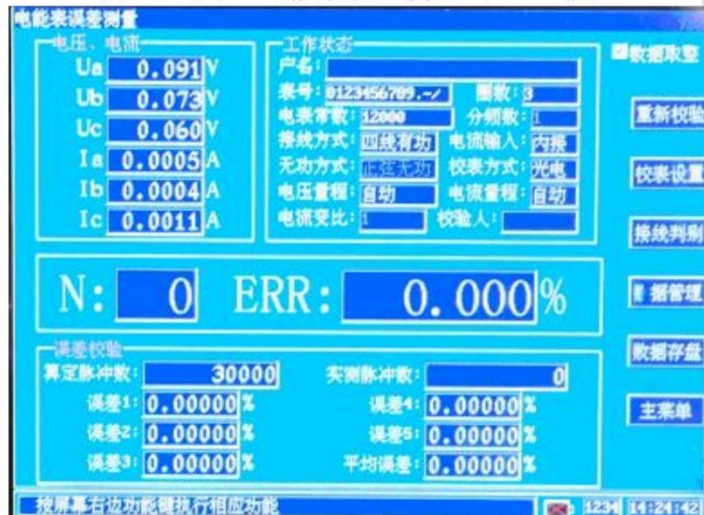 电能表误差测量
电压、电流
Ua 0.091 V
Ub 0.073 V
Uc 0.060 V
Ia 0.0005 A
Ib 0.0004 A
Ic 0.0011 A
工作状态
户名:
表号: 0123456789.-/ 圈数: 3
电表常数: 12000 分频数: 1
接线方式: 四线有功 电流输入: 内接
无功方式: 正弦无功 校表方式: 光电
电压量程: 自动 电流量程: 自动
电流变比: 1 校验人:
数据取整
重新校验
校表设置
接线判别
据管理
数据存盘
主菜单
N: 0 ERR: 0.000%
误差校验
算定脉冲数: 30000 实测脉冲数: 0
误差1: 0.00000% 误差4: 0.00000%
误差2: 0.00000% 误差5: 0.00000%
误差3: 0.00000% 平均误差: 0.00000%
按屏幕右边功能键执行相应功能
1234 14:24:42